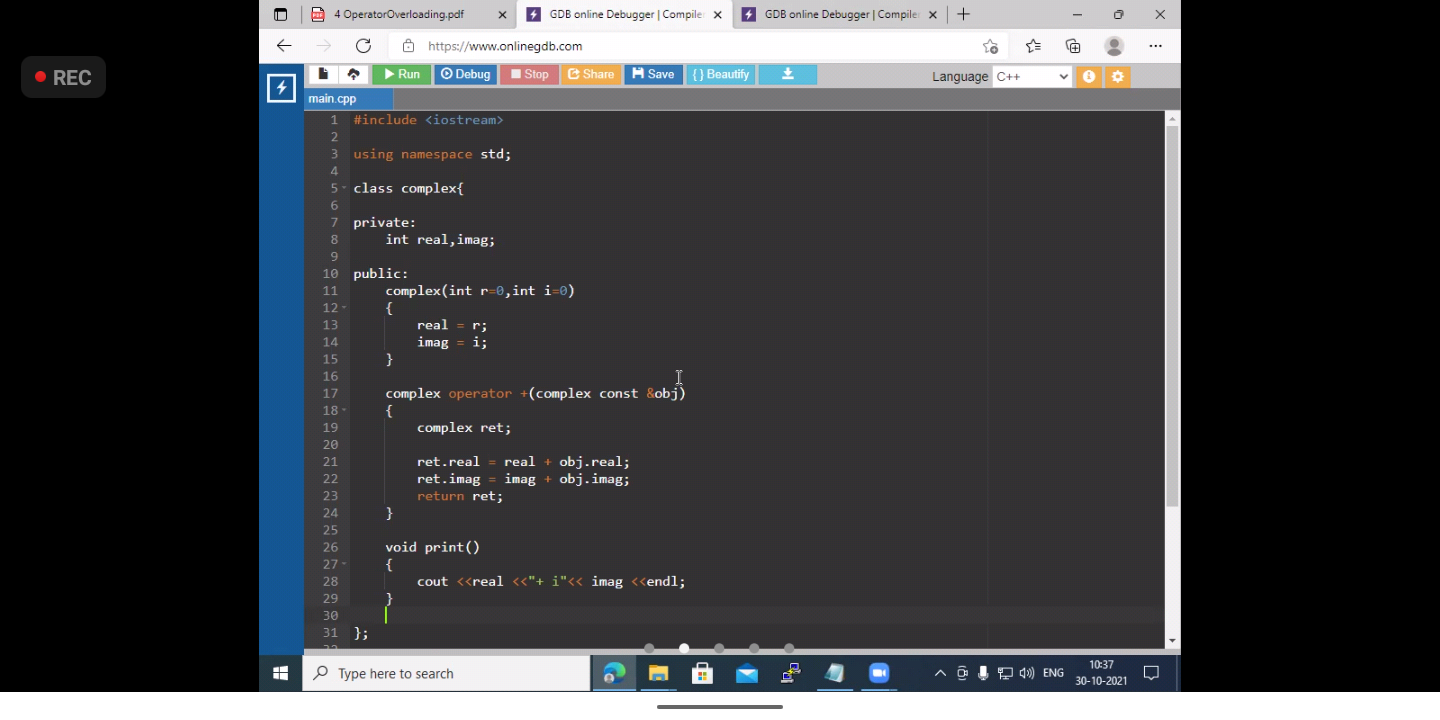 4 OperatorOverloading.pdf
GDB online Debugger | Compile
GDB online Debugger | Compile
REC
https://www.onlinegdb.com
Run
Debug
Stop
Share
Save
{ } Beautify
Language C++
main.cpp
1 #include <iostream>
2
3 using namespace std;
4
5 class complex{
6
7 private:
8 int real,imag;
9
10 public:
11 complex(int r=0,int i=0)
12 {
13 real = r;
14 imag = i;
15 }
16
17 complex operator +(complex const &obj)
18 {
19 complex ret;
20
21 ret.real = real + obj.real;
22 ret.imag = imag + obj.imag;
23 return ret;
24 }
25
26 void print()
27 {
28 cout <<real <<"+ i"<< imag <<endl;
29 }
30
31 };
32
Type here to search
ENG
10:37
30-10-2021